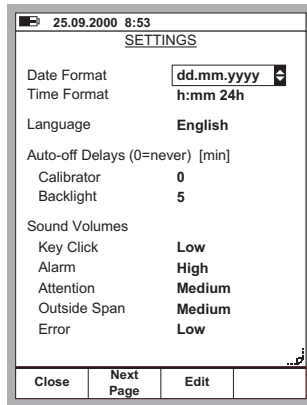 25.09.2000 8:53
SETTINGS
Date Format dd.mm.yyyy
Time Format h:mm 24h
Language English
Auto-off Delays (0=never) [min]
Calibrator 0
Backlight 5
Sound Volumes
Key Click Low
Alarm High
Attention Medium
Outside Span Medium
Error Low
Close Next Page Edit